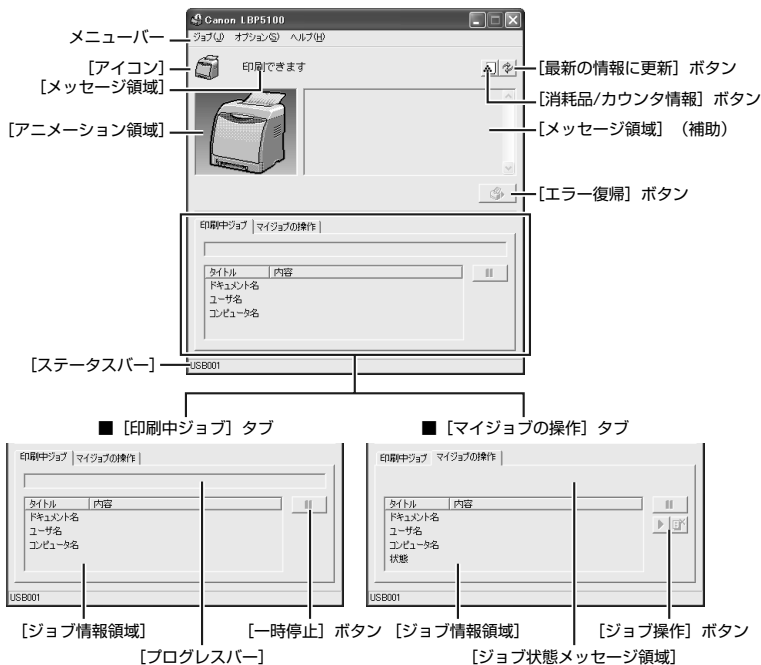 Canon LBP5100
メニューバー
ジョブ(J) オプション(S) ヘルプ(H)
[アイコン]
印刷できます
[最新の情報に更新] ボタン
[メッセージ領域]
[消耗品/カウンタ情報] ボタン
[アニメーション領域]
[メッセージ領域] (補助)
[エラー復帰] ボタン
印刷中ジョブ マイジョブの操作
タイトル 内容
ドキュメント名
ユーザ名
コンピュータ名
[ステータスバー]
USB001
■ [印刷中ジョブ] タブ
印刷中ジョブ マイジョブの操作
タイトル 内容
ドキュメント名
ユーザ名
コンピュータ名
USB001
[ジョブ情報領域]
[一時停止] ボタン
[プログレスバー]
■ [マイジョブの操作] タブ
印刷中ジョブ マイジョブの操作
タイトル 内容
ドキュメント名
ユーザ名
コンピュータ名
状態
USB001
[ジョブ情報領域]
[ジョブ操作] ボタン
[ジョブ状態メッセージ領域]